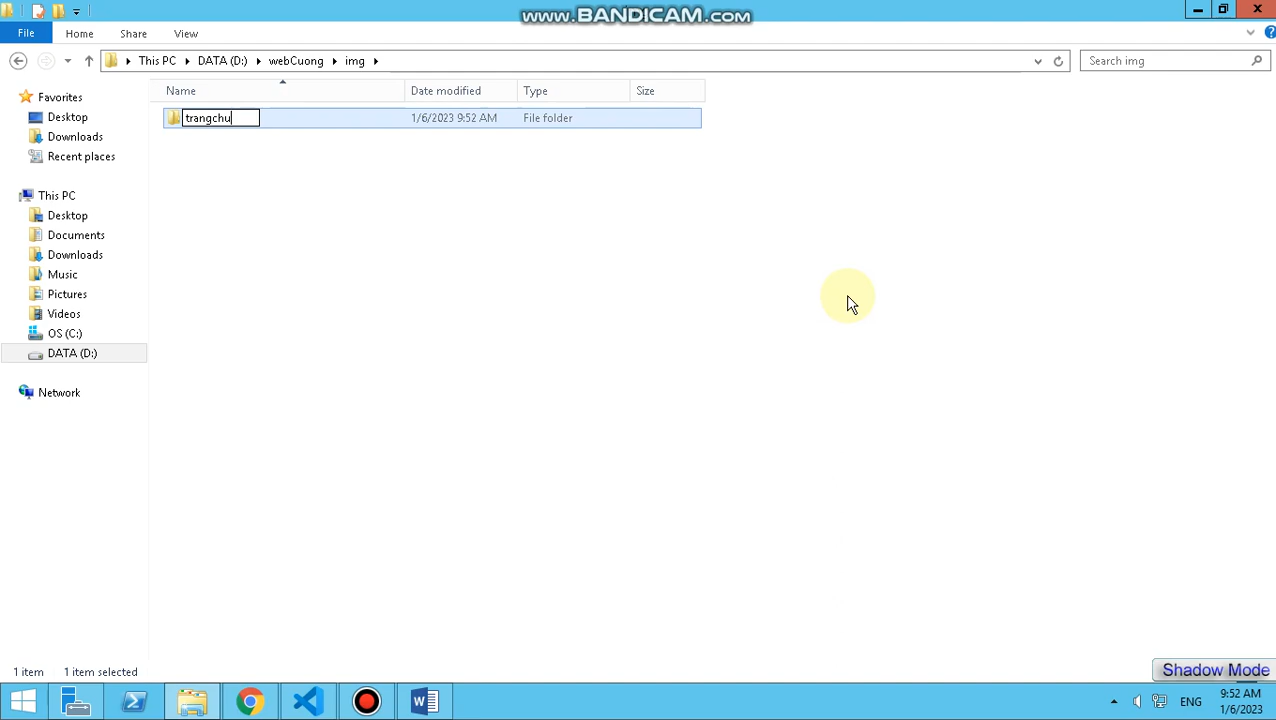 www.BANDICAM.com
File
Home
Share
View
This PC
DATA (D:)
webCuong
img
Search img
Name
Date modified
Type
Size
trangchu
1/6/2023 9:52 AM
File folder
Favorites
Desktop
Downloads
Recent places
This PC
Desktop
Documents
Downloads
Music
Pictures
Videos
OS (C:)
DATA (D:)
Network
1 item
1 item selected
Shadow Mode
ENG
9:52 AM
1/6/2023